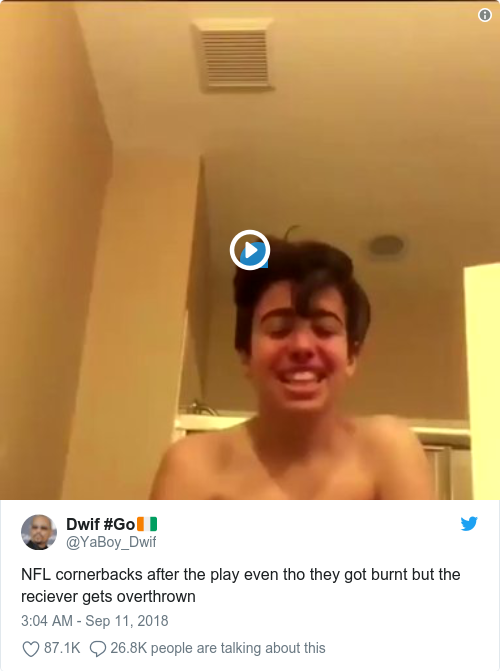 Dwif #Go🇨🇮
@YaBoy_Dwif
NFL cornerbacks after the play even tho they got burnt but the
reciever gets overthrown
3:04 AM - Sep 11, 2018
87.1K 26.8K people are talking about this